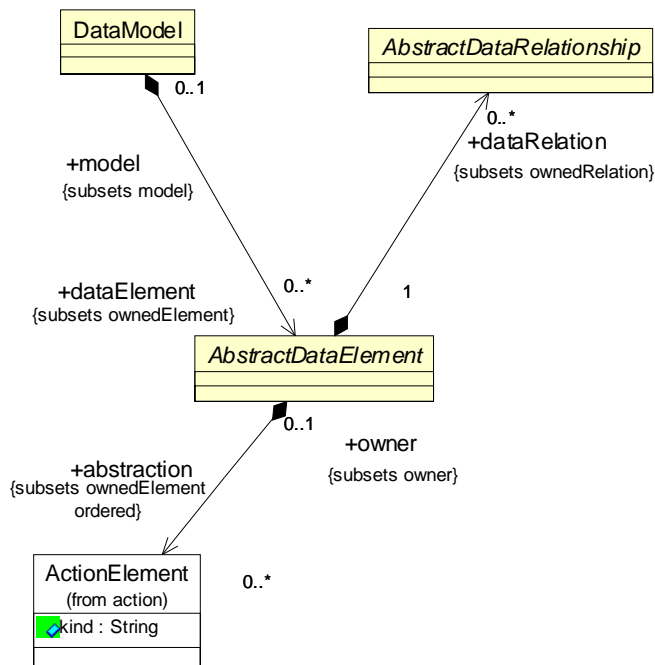 DataModel
AbstractDataRelationship
0..1
0..*
+model
{subsets model}
+dataRelation
{subsets ownedRelation}
+dataElement
{subsets ownedElement}
0..*
1
AbstractDataElement
0..1
+owner
{subsets owner}
+abstraction
{subsets ownedElement
ordered}
0..*
ActionElement
(from action)
kind : String